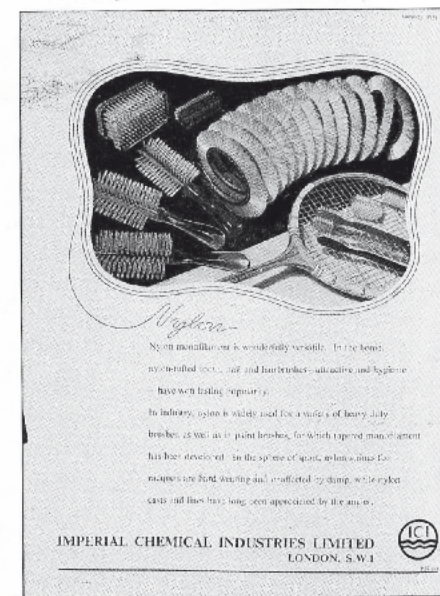 Nylon
Nylon monofilament is wonderfully versatile. In the home,
nylon-tufted tooth, nail and hairbrushes—attractive and hygienic
—have won lasting popularity.
In industry, nylon is widely used for a variety of heavy duty
brushes, as well as in paint brushes, for which tapered monofilament
has been developed. In the sphere of sport, nylon strings for
racquets are hard wearing and unaffected by damp, while nylon
casts and lines have long been appreciated by the angler.
IMPERIAL CHEMICAL INDUSTRIES LIMITED
LONDON, S.W.1
ICI